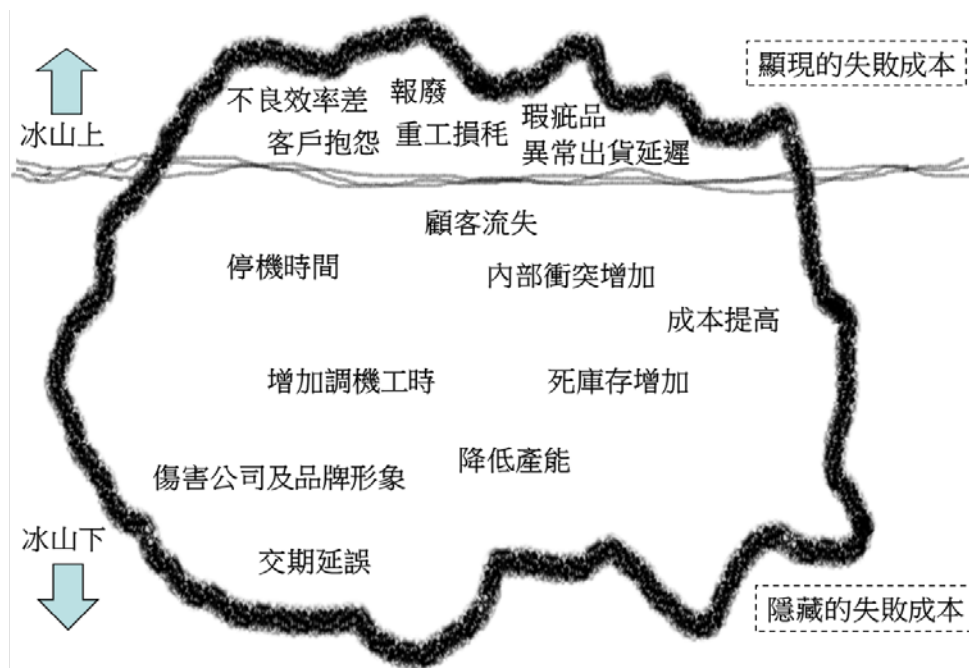 顯現的失敗成本
冰山上
不良效率差
報廢
瑕疵品
客戶抱怨
重工損耗
異常出貨延遲
顧客流失
停機時間
內部衝突增加
成本提高
增加調機工時
死庫存增加
降低產能
傷害公司及品牌形象
冰山下
交期延誤
隱藏的失敗成本